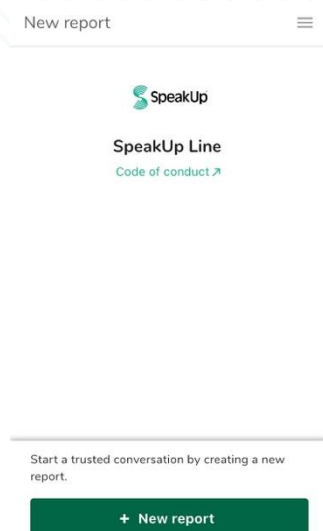 New report
SpeakUp
SpeakUp Line
Code of conduct ↗
Start a trusted conversation by creating a new
report.
+ New report